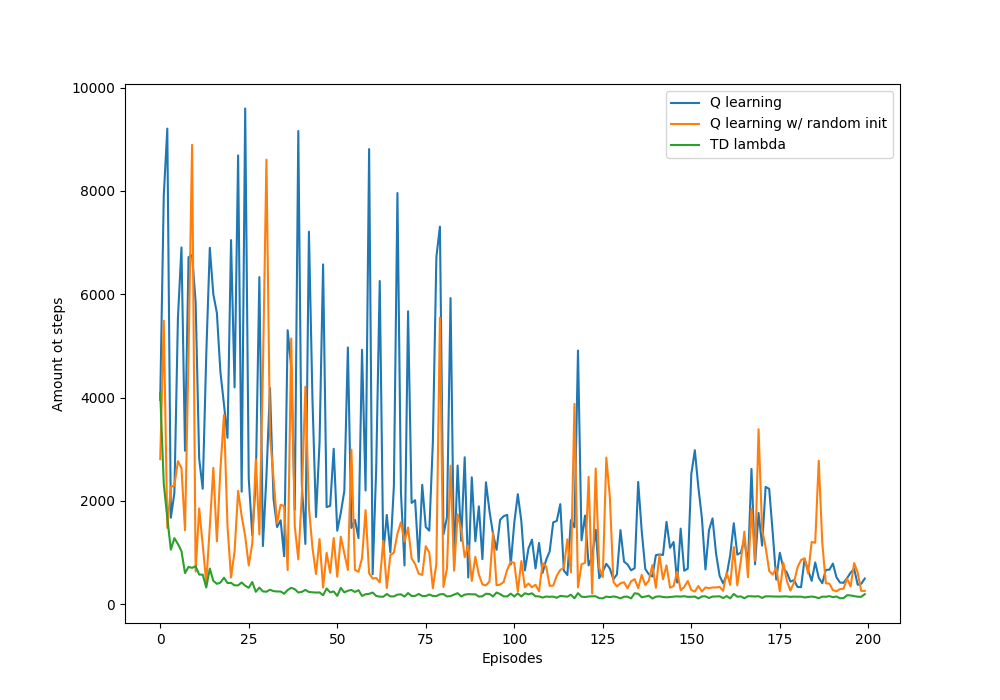 10000
8000
6000
4000
2000
0
Amount ot steps
0 25 50 75 100 125 150 175 200
Episodes
Q learning
Q learning w/ random init
TD lambda